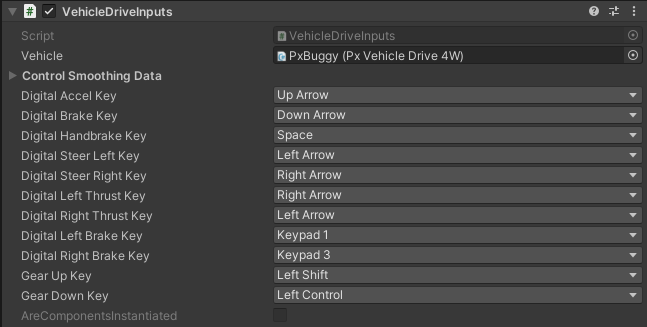 VehicleDriveInputs
Script VehicleDriveInputs
Vehicle PxBuggy (Px Vehicle Drive 4W)
Control Smoothing Data
Digital Accel Key Up Arrow
Digital Brake Key Down Arrow
Digital Handbrake Key Space
Digital Steer Left Key Left Arrow
Digital Steer Right Key Right Arrow
Digital Left Thrust Key Right Arrow
Digital Right Thrust Key Left Arrow
Digital Left Brake Key Keypad 1
Digital Right Brake Key Keypad 3
Gear Up Key Left Shift
Gear Down Key Left Control
AreComponentsInstantiated